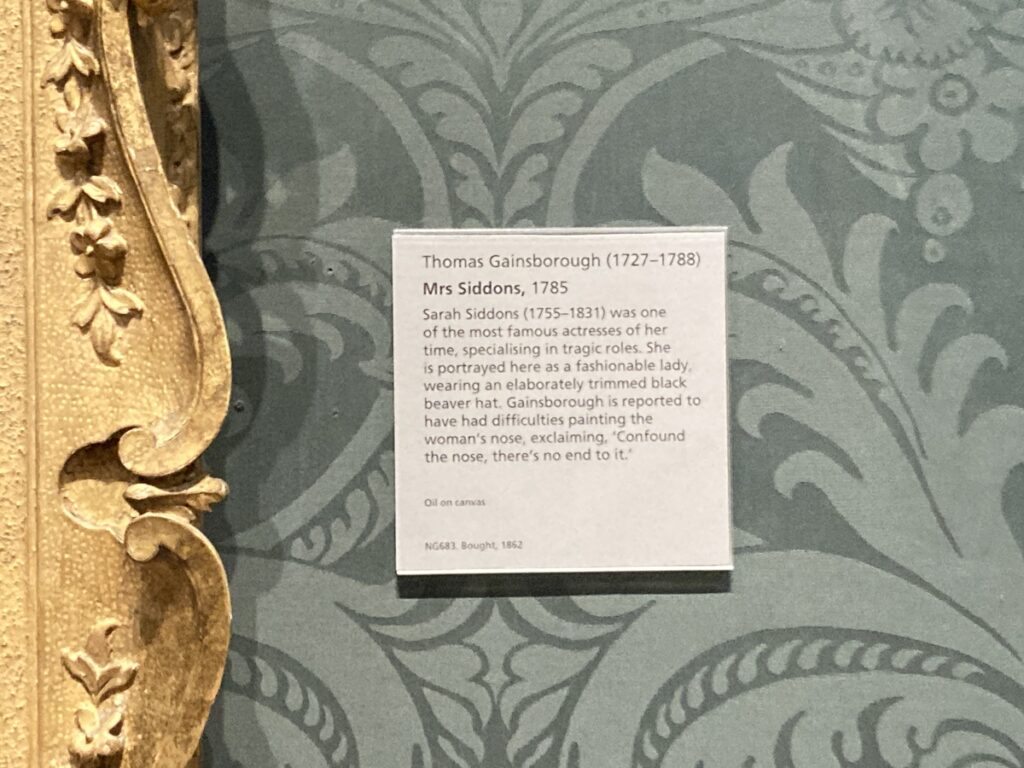 Thomas Gainsborough (1727–1788)
Mrs Siddons, 1785
Sarah Siddons (1755–1831) was one
of the most famous actresses of her
time, specialising in tragic roles. She
is portrayed here as a fashionable lady,
wearing an elaborately trimmed black
beaver hat. Gainsborough is reported to
have had difficulties painting the
woman's nose, exclaiming, 'Confound
the nose, there's no end to it.'
Oil on canvas
NG683. Bought, 1862